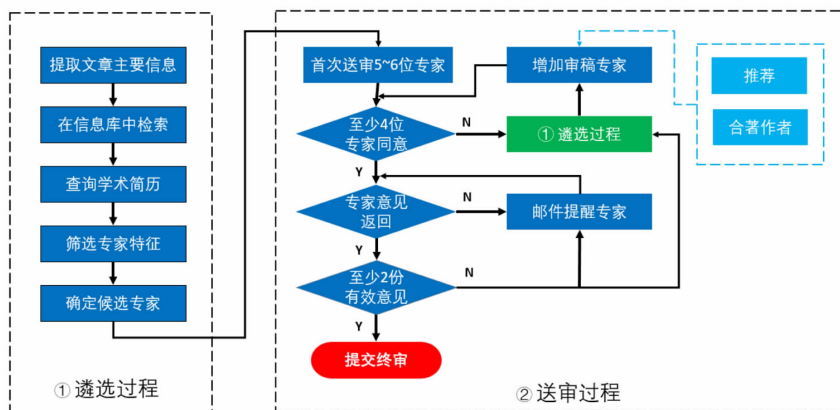 提取文章主要信息
在信息库中检索
查询学术简历
筛选专家特征
确定候选专家
① 遴选过程
首次送审5~6位专家
增加审稿专家
推荐
合著作者
至少4位
专家同意
N
① 遴选过程
Y
专家意见
返回
N
邮件提醒专家
Y
至少2份
有效意见
N
Y
提交终审
② 送审过程